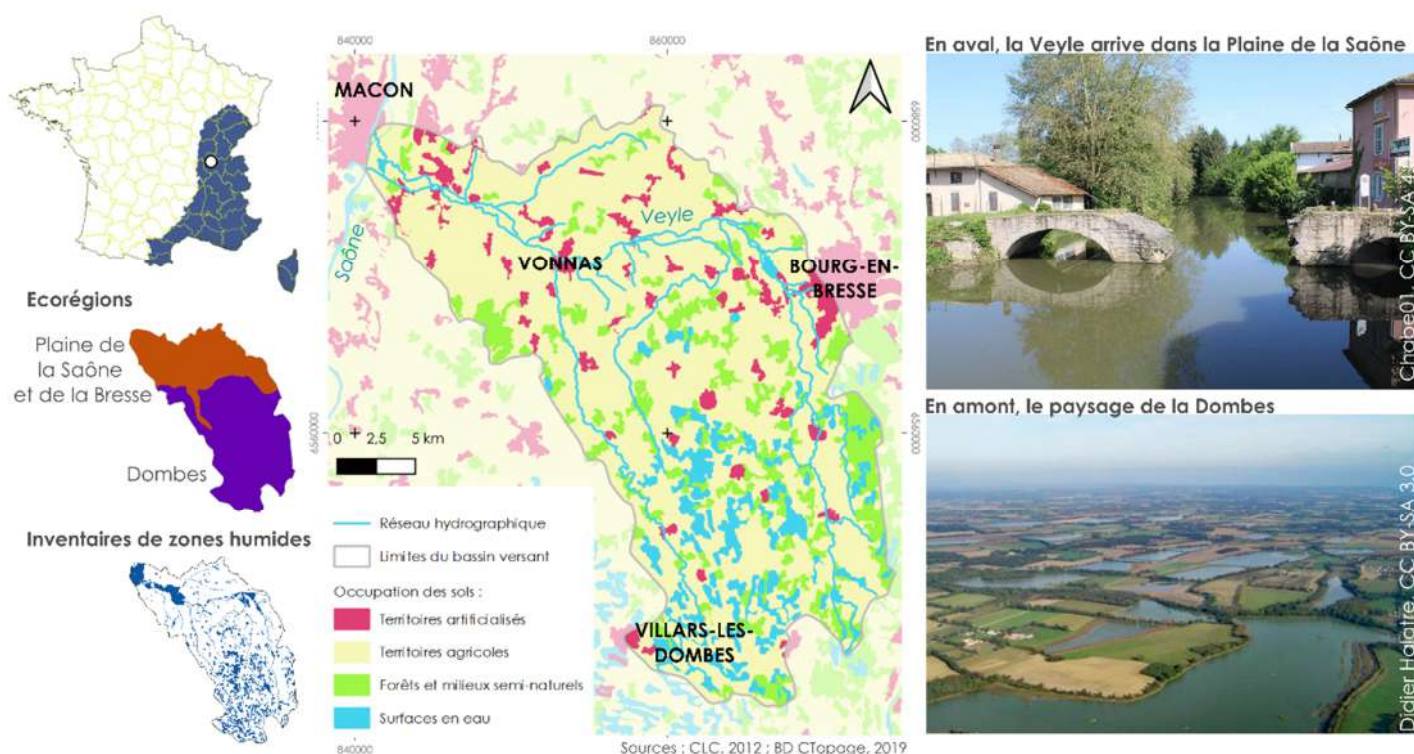 Ecorégions
Plaine de
la Saône
et de la Bresse
Dombes
Inventaires de zones humides
840000
860000
6580000
MACON
Saône
Veyle
VONNAS
BOURG-EN-
BRESSE
6560000
6560000
0 2,5 5 km
VILLARS-LES-
DOMBES
Réseau hydrographique
Limites du bassin versant
Occupation des sols :
Territoires artificialisés
Territoires agricoles
Forêts et milieux semi-naturels
Surfaces en eau
840000
Sources : CLC, 2012 ; BD CTopage, 2019
En aval, la Veyle arrive dans la Plaine de la Saône
En amont, le paysage de la Dombes
Didier Halatre, CC BY-SA 3.0